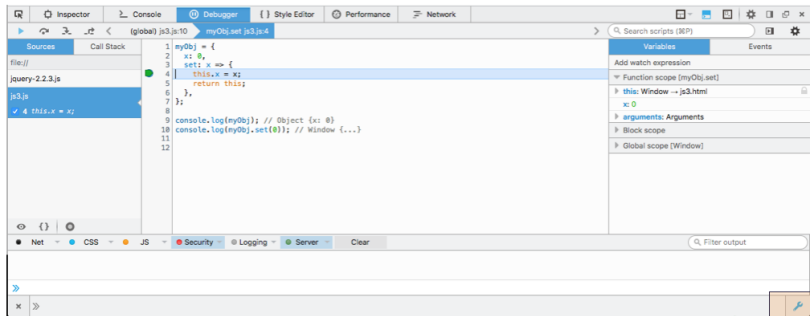 Inspector Console Debugger { } Style Editor Performance Network
(global) js3.js:10 myObj.set js3.js:4 Search scripts (⌘P)
Sources Call Stack
file://
jquery-2.2.3.js
js3.js
4 this.x = x;
1 myObj = {
2 x: 0,
3 set: x => {
4 this.x = x;
5 return this;
6 },
7 };
8
9 console.log(myObj); // Object {x: 0}
10 console.log(myObj.set(0)); // Window {...}
11
12
Variables Events
Add watch expression
Function scope [myObj.set]
this: Window → js3.html
x: 0
arguments: Arguments
Block scope
Global scope [Window]
{}
Net CSS JS Security Logging Server Clear Filter output
»
× »